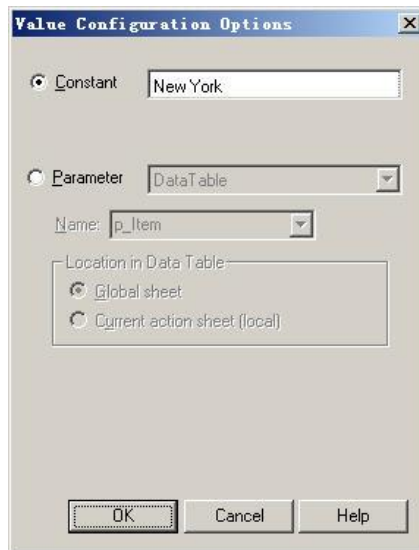 Value Configuration Options
Constant New York
Parameter DataTable
Name: p_Item
Location in Data Table
Global sheet
Current action sheet (local)
OK Cancel Help